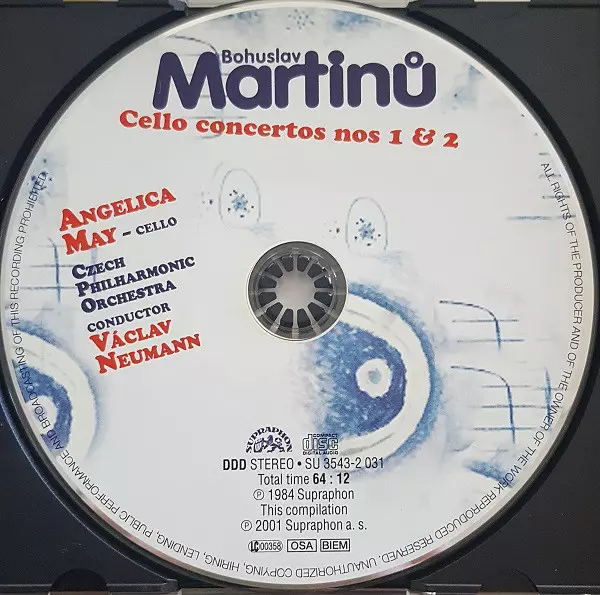 Bohuslav
Martinů
Cello concertos nos 1 & 2
ANGELICA
MAY – CELLO
CZECH
PHILHARMONIC
ORCHESTRA
CONDUCTOR
VÁCLAV
NEUMANN
SUPRAPHON
COMPACT
disc
DIGITAL AUDIO
DDD STEREO • SU 3543-2 031
Total time 64 : 12
℗ 1984 Supraphon
This compilation
℗ 2001 Supraphon a. s.
LC 00358 OSA BIEM
ALL RIGHTS OF THE PRODUCER AND OF THE OWNER OF THE WORK REPRODUCED RESERVED. UNAUTHORIZED COPYING, HIRING, LENDING, PUBLIC PERFORMANCE AND BROADCASTING OF THIS RECORDING PROHIBITED